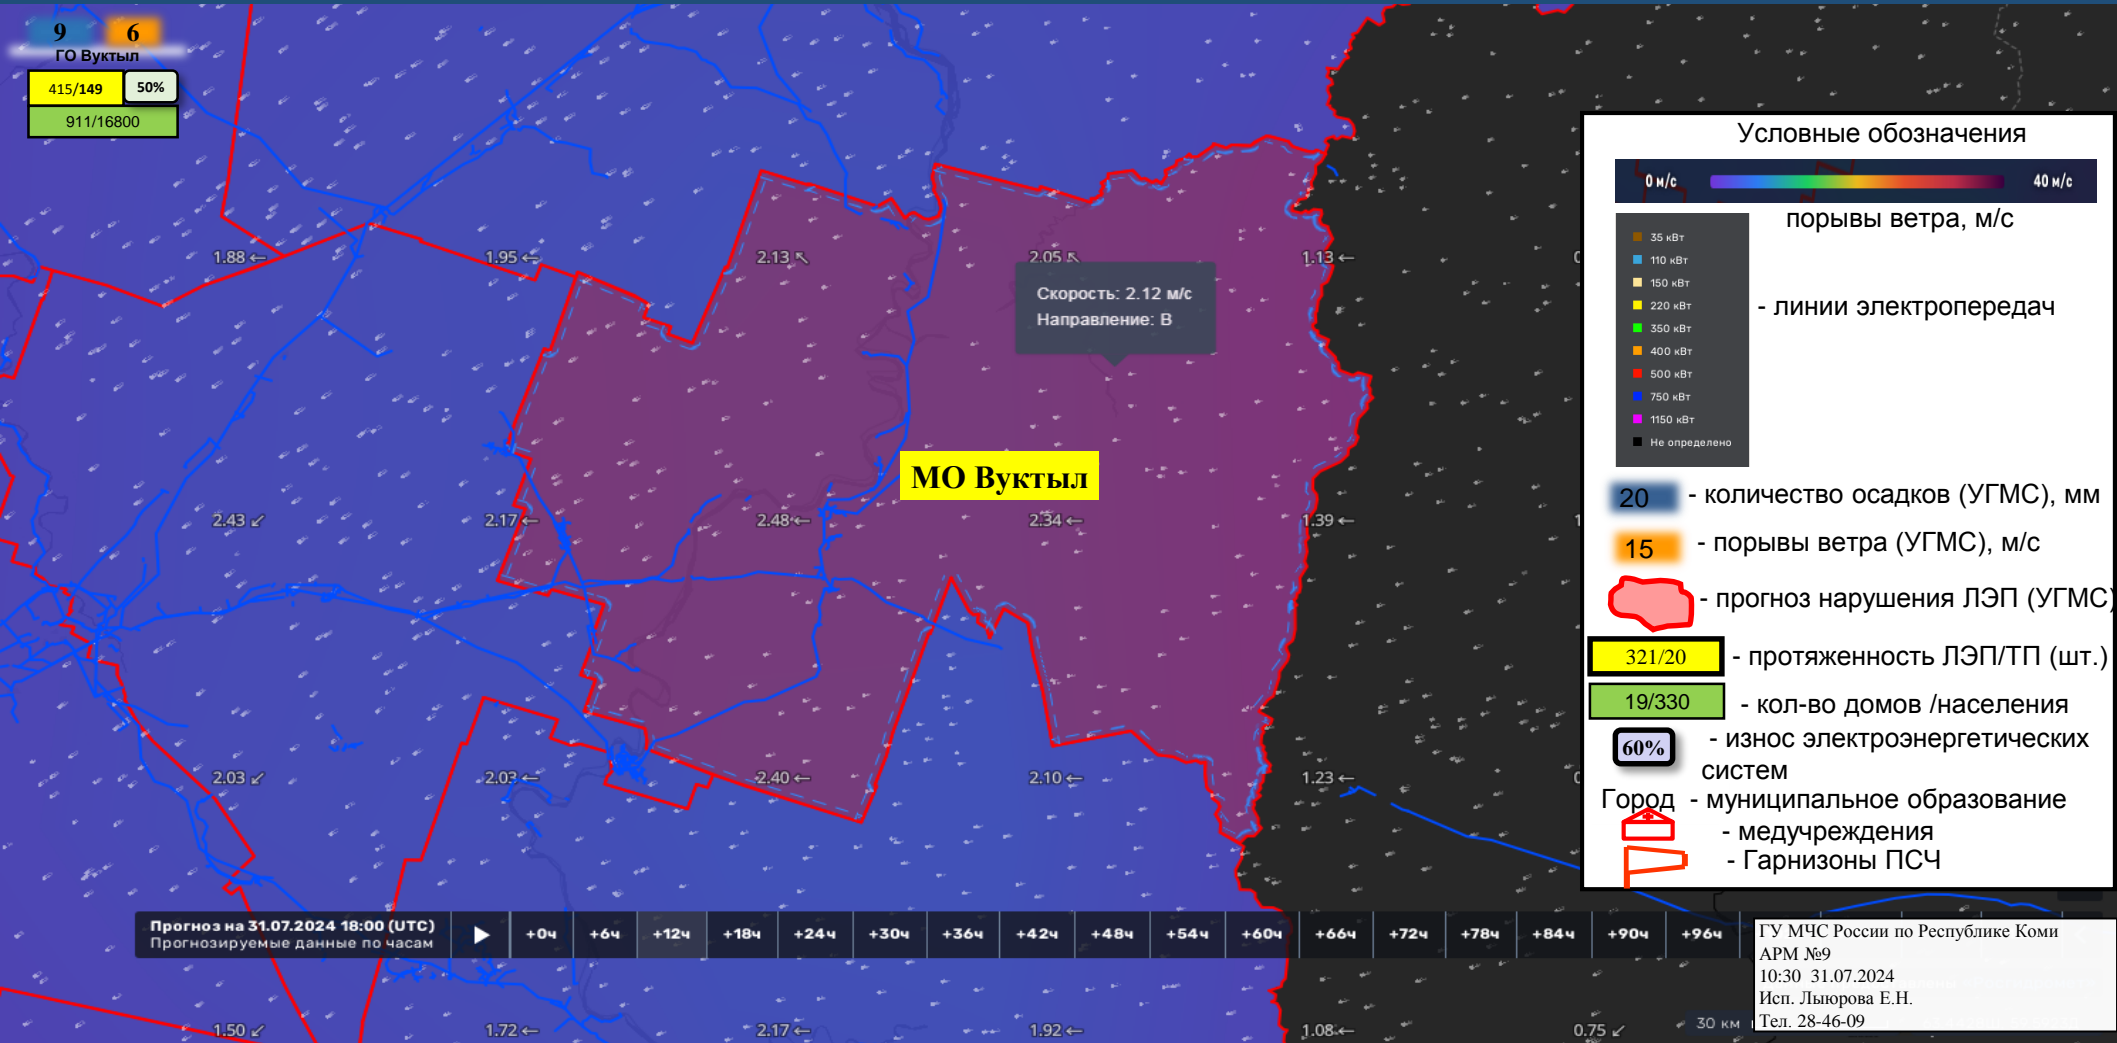 9 6
ГО Вуктыл
415/149 50%
911/16800
1.88 ←
1.95 ←
2.13 ↖
2.05 ↖
1.13 ←
Скорость: 2.12 м/с
Направление: В
МО Вуктыл
2.43 ↙
2.17 ←
2.48 ←
2.34 ←
1.39 ←
2.03 ↙
2.03 ←
2.40 ←
2.10 ←
1.23 ←
1.50 ↙
1.72 ←
2.17 ←
1.92 ←
1.08 ←
0.75 ↙
Условные обозначения
0 м/с 40 м/с
порывы ветра, м/с
35 кВт
110 кВт
150 кВт
220 кВт
350 кВт
400 кВт
500 кВт
750 кВт
1150 кВт
Не определено
- линии электропередач
20 - количество осадков (УГМС), мм
15 - порывы ветра (УГМС), м/с
- прогноз нарушения ЛЭП (УГМС)
321/20 - протяженность ЛЭП/ТП (шт.)
19/330 - кол-во домов /населения
60% - износ электроэнергетических
систем
Город - муниципальное образование
- медучреждения
- Гарнизоны ПСЧ
Прогноз на 31.07.2024 18:00 (UTC)
Прогнозируемые данные по часам
+0ч +6ч +12ч +18ч +24ч +30ч +36ч +42ч +48ч +54ч +60ч +66ч +72ч +78ч +84ч +90ч +96ч
30 км
ГУ МЧС России по Республике Коми
АРМ №9
10:30 31.07.2024
Исп. Лыюрова Е.Н.
Тел. 28-46-09